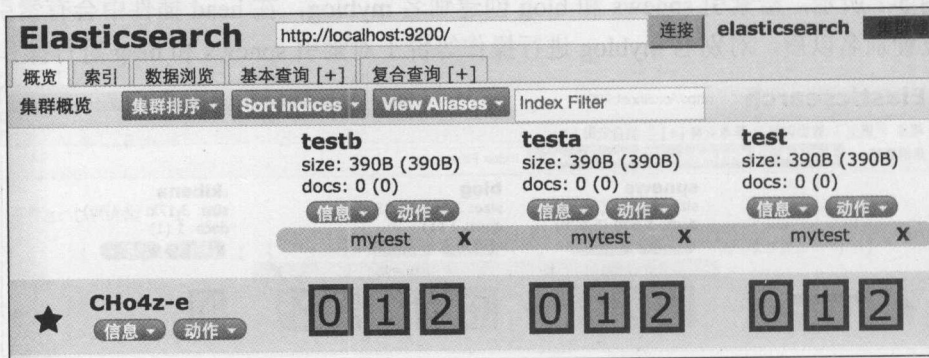 Elasticsearch http://localhost:9200/ 连接 elasticsearch
概览 索引 数据浏览 基本查询 [+] 复合查询 [+]
集群概览 集群排序 Sort Indices View Aliases Index Filter
testb testa test
size: 390B (390B) size: 390B (390B) size: 390B (390B)
docs: 0 (0) docs: 0 (0) docs: 0 (0)
信息 动作 信息 动作 信息 动作
mytest X mytest X mytest X
CHo4z-e 0 1 2 0 1 2 0 1 2
信息 动作